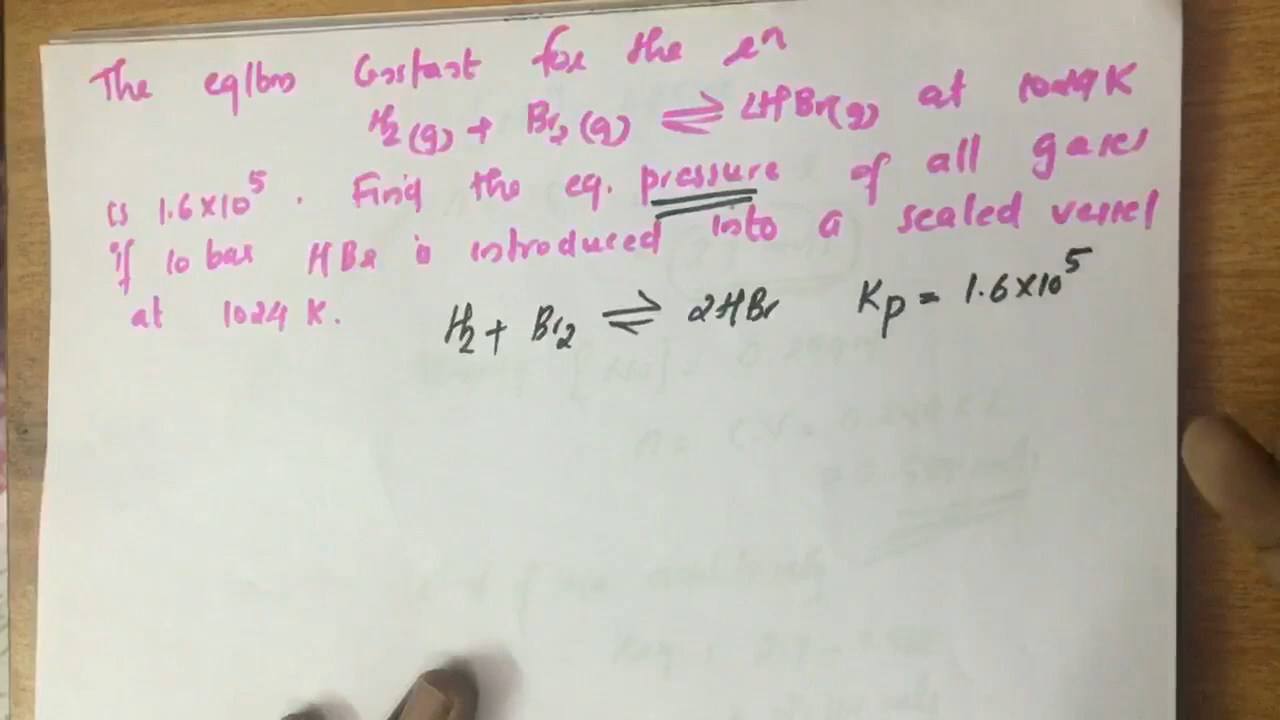 The eqlbm Constant for the rn
H₂(g) + Br₂(g) ⇌ 2HBr(g) at 1024K
is 1.6×10⁵. Find the eq. pressure of all gases
if 10 bar HBr is introduced into a sealed vessel
at 1024 K.
H₂ + Br₂ ⇌ 2HBr Kp = 1.6×10⁵